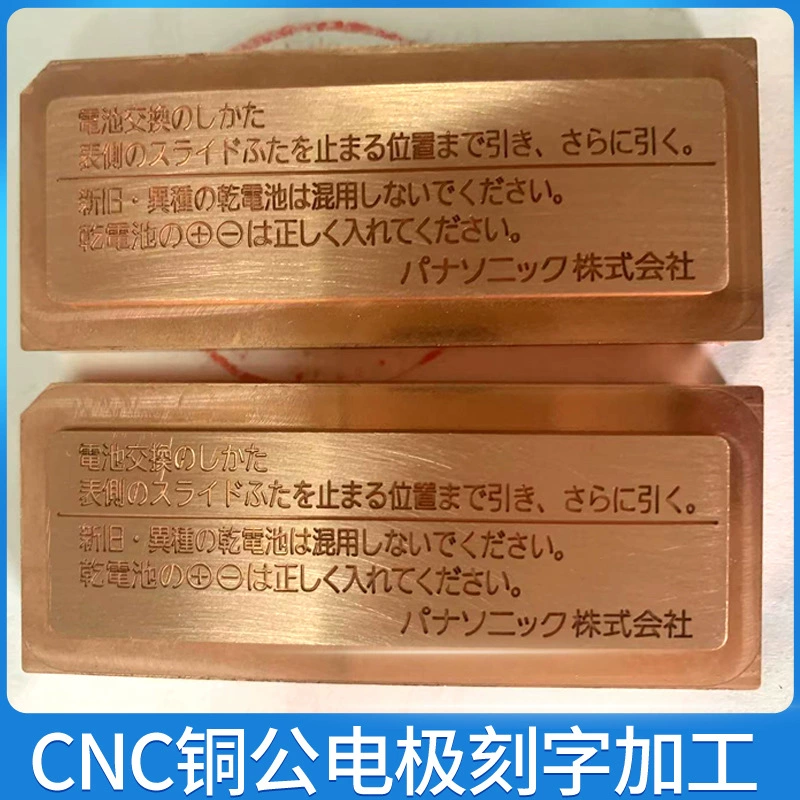 電池交換のしかた
表側のスライドふたを止まる位置まで引き、さらに引く。
新旧・異種の乾電池は混用しないでください。
乾電池の⊕⊖は正しく入れてください。
パナソニック株式会社
電池交換のしかた
表側のスライドふたを止まる位置まで引き、さらに引く。
新旧・異種の乾電池は混用しないでください。
乾電池の⊕⊖は正しく入れてください。
パナソニック株式会社
CNC铜公电极刻字加工